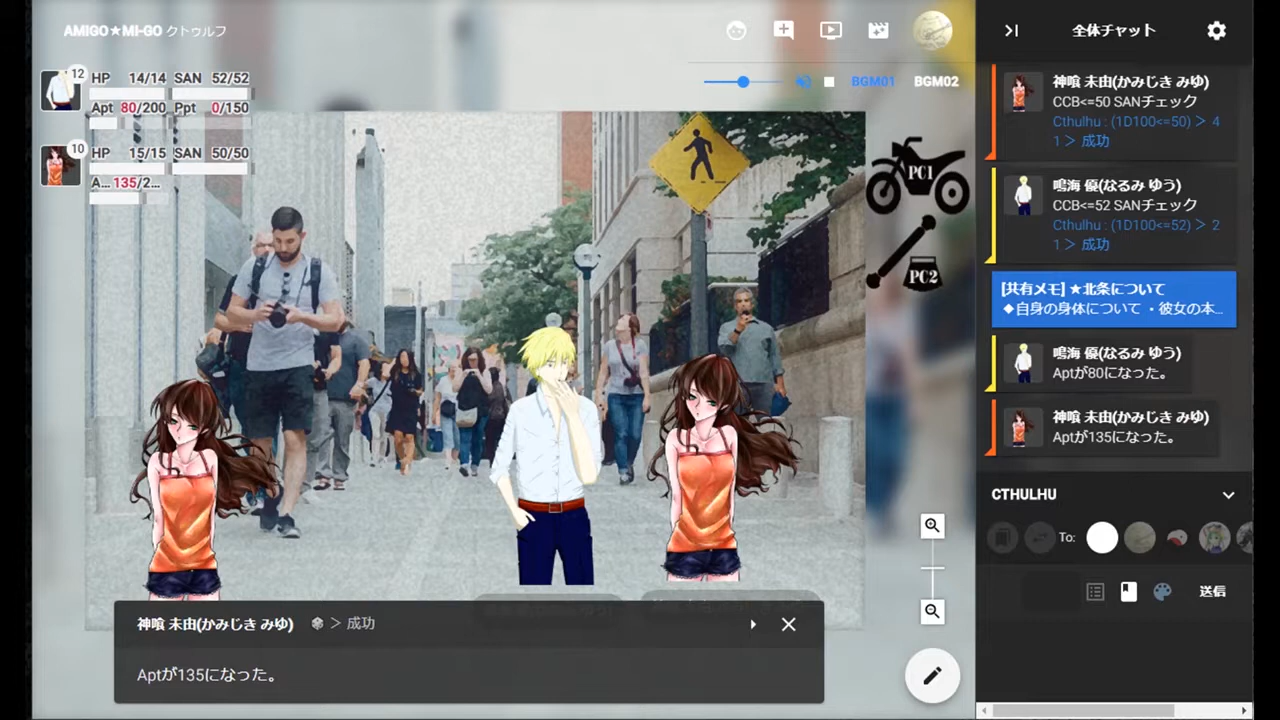 AMIGO★MI-GO クトゥルフ
12
HP 14/14 SAN 52/52
Apt 80/200 Ppt 0/150
10
HP 15/15 SAN 50/50
A... 135/2...
BGM01 BGM02
PC1
PC2
神喰 未由(かみじき みゆ) > 成功
Aptが135になった。
全体チャット
神喰 未由(かみじき みゆ)
CCB<=50 SANチェック
Cthulhu : (1D100<=50) > 4
1 > 成功
鳴海 優(なるみ ゆう)
CCB<=52 SANチェック
Cthulhu : (1D100<=52) > 2
1 > 成功
[共有メモ] ★北条について
◆自身の身体について ・彼女の本...
鳴海 優(なるみ ゆう)
Aptが80になった。
神喰 未由(かみじき みゆ)
Aptが135になった。
CTHULHU
To:
送信